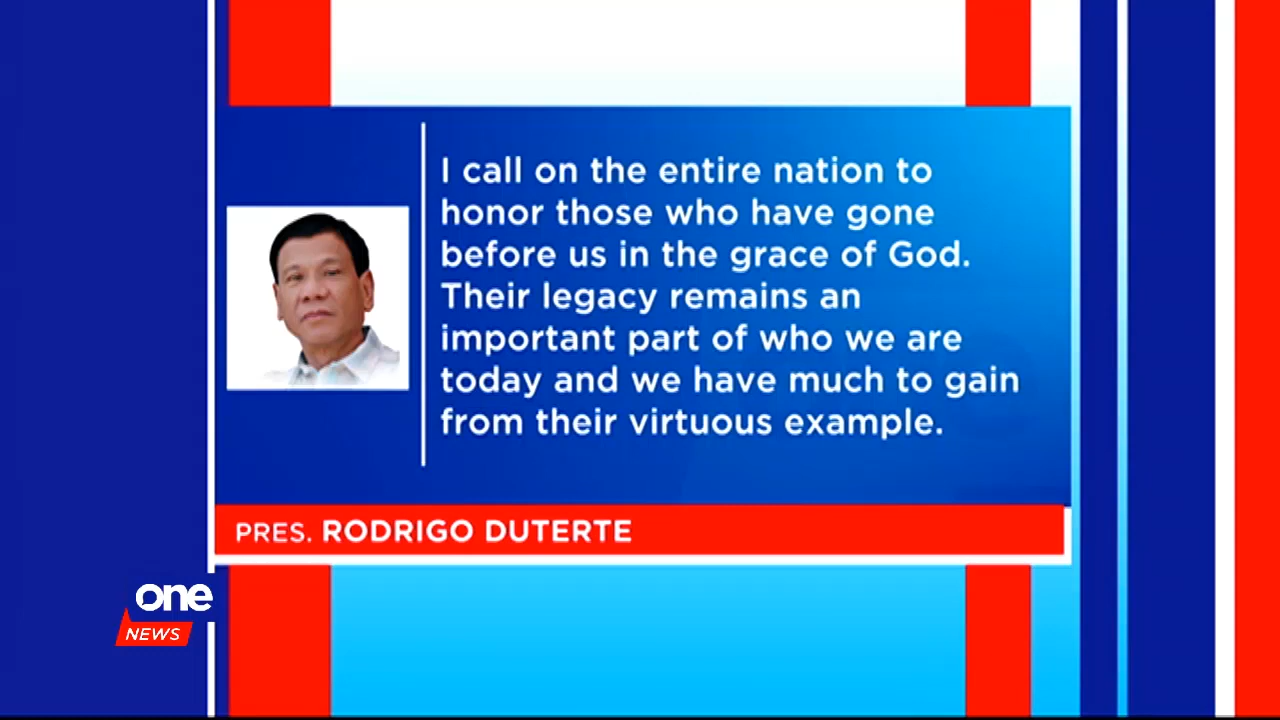 I call on the entire nation to
honor those who have gone
before us in the grace of God.
Their legacy remains an
important part of who we are
today and we have much to gain
from their virtuous example.
PRES. RODRIGO DUTERTE
one
NEWS